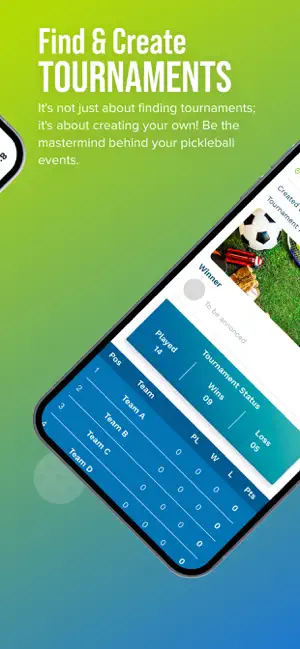 Find & Create
TOURNAMENTS
It's not just about finding tournaments;
it's about creating your own! Be the
mastermind behind your pickleball
events.
Created
Tournament
Winner
To be annonced
Tournament Status
Played
14
Wins
09
Loss
05
Pos Team PL W L Pts
1 Team A 0 0 0 0
2 Team B 0 0 0 0
3 Team C 0 0 0 0
4 Team D 0 0 0 0